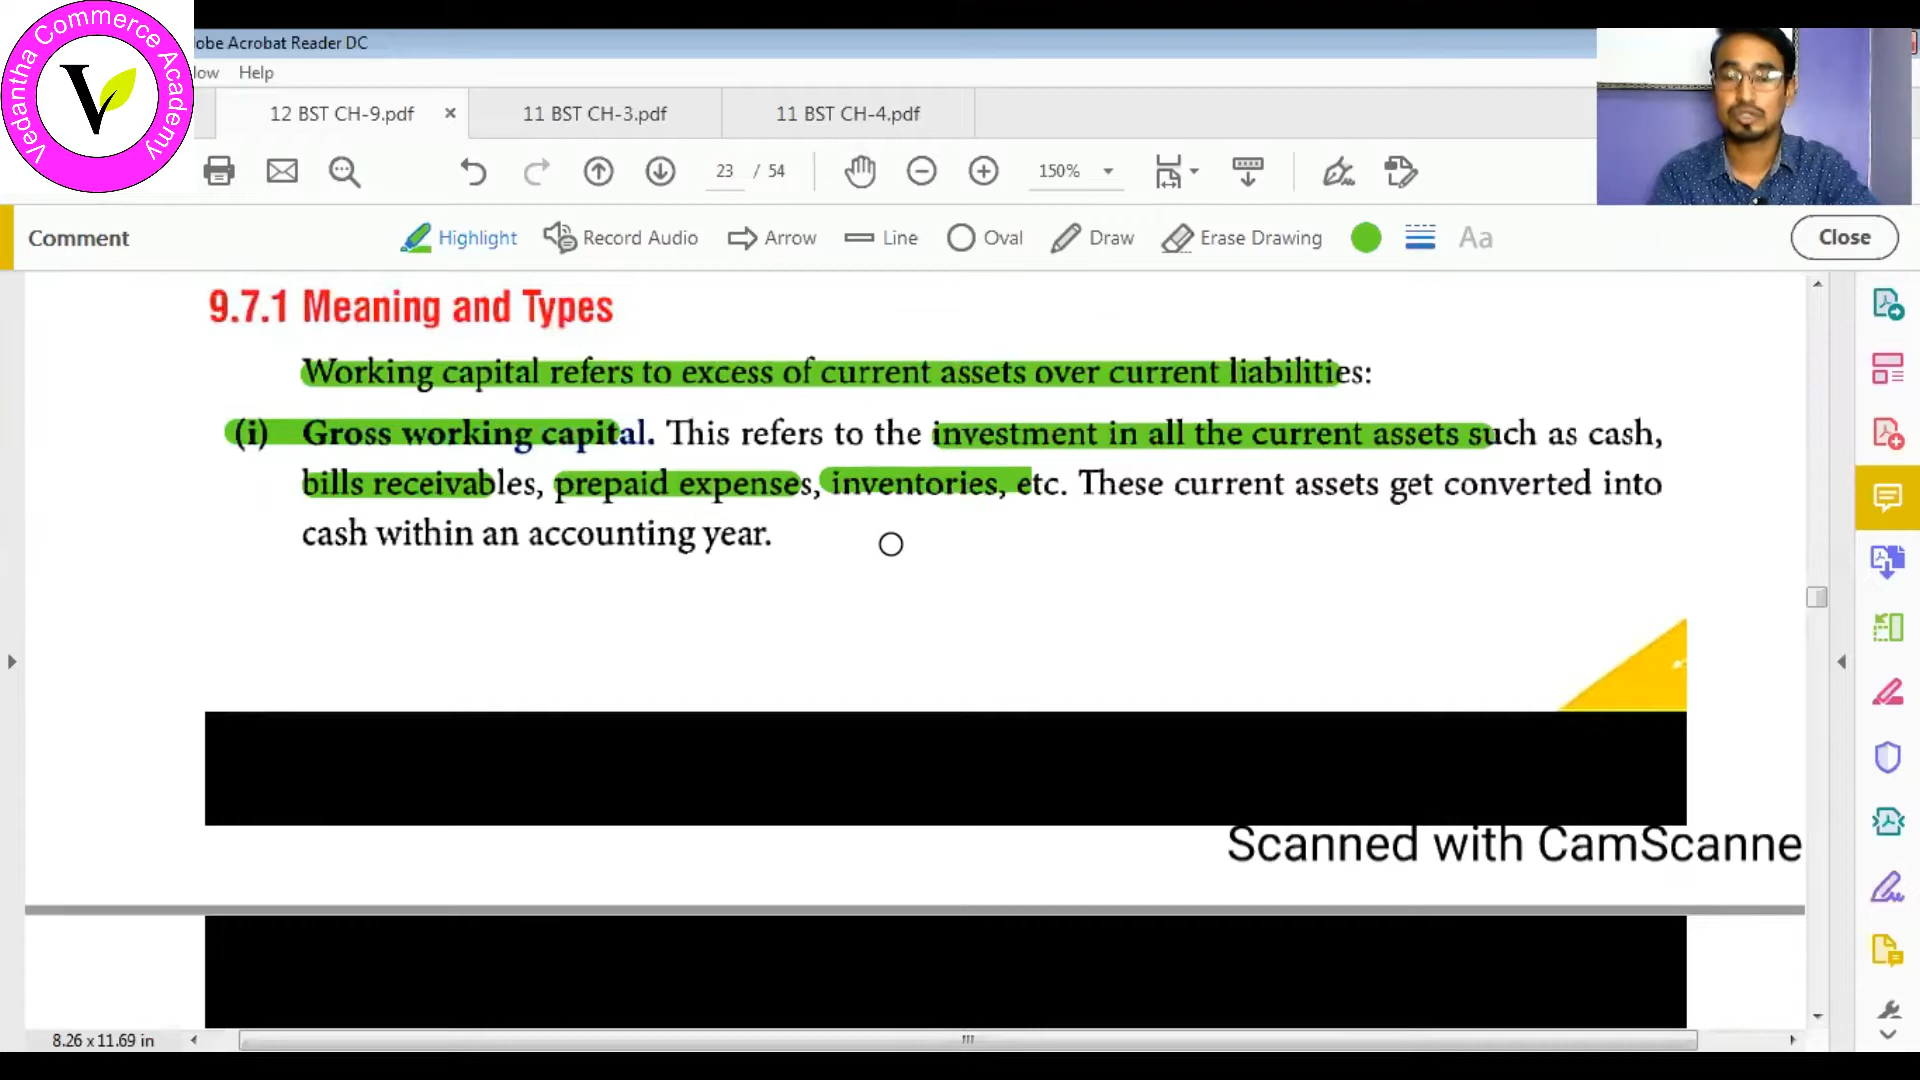 Vedantha Commerce Academy
V
obe Acrobat Reader DC
low Help
12 BST CH-9.pdf × 11 BST CH-3.pdf 11 BST CH-4.pdf
23 / 54 150%
Comment Highlight Record Audio Arrow Line Oval Draw Erase Drawing Aa Close
9.7.1 Meaning and Types
Working capital refers to excess of current assets over current liabilities:
(i) Gross working capital. This refers to the investment in all the current assets such as cash,
bills receivables, prepaid expenses, inventories, etc. These current assets get converted into
cash within an accounting year.
Scanned with CamScanne
8.26 x 11.69 in